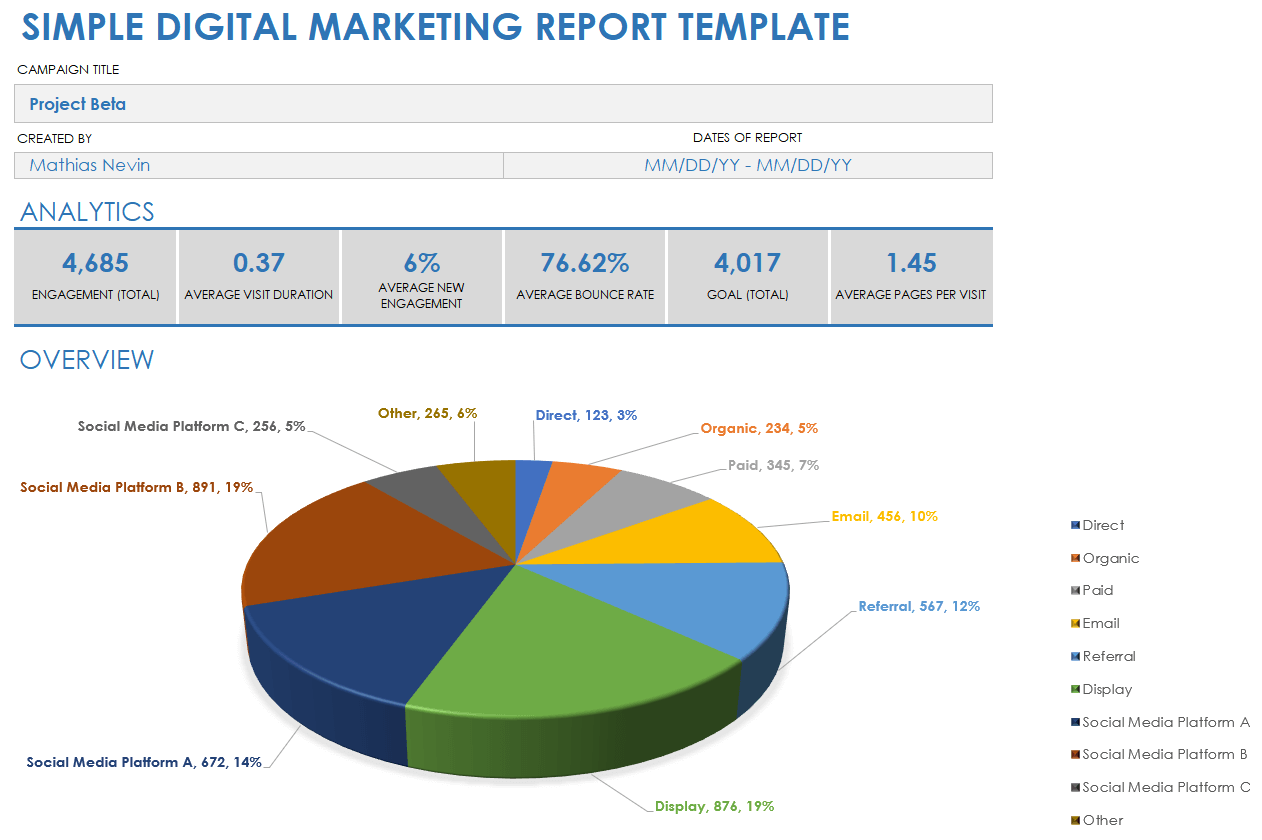 SIMPLE DIGITAL MARKETING REPORT TEMPLATE
CAMPAIGN TITLE
Project Beta
CREATED BY
DATES OF REPORT
Mathias Nevin
MM/DD/YY - MM/DD/YY
ANALYTICS
4,685
0.37
6%
76.62%
4,017
1.45
ENGAGEMENT (TOTAL)
AVERAGE VISIT DURATION
AVERAGE NEW
ENGAGEMENT
AVERAGE BOUNCE RATE
GOAL (TOTAL)
AVERAGE PAGES PER VISIT
OVERVIEW
Other, 265, 6%
Direct, 123, 3%
Social Media Platform C, 256, 5%
Organic, 234, 5%
Paid, 345, 7%
Social Media Platform B, 891, 19%
Email, 456, 10%
Referral, 567, 12%
Social Media Platform A, 672, 14%
Display, 876, 19%
Direct
Organic
Paid
Email
Referral
Display
Social Media Platform A
Social Media Platform B
Social Media Platform C
Other